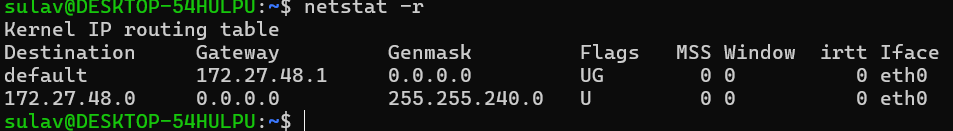 sulav@DESKTOP-54HULPU:~$ netstat -r
Kernel IP routing table
Destination     Gateway         Genmask         Flags   MSS Window  irtt Iface
default         172.27.48.1     0.0.0.0         UG        0 0          0 eth0
172.27.48.0     0.0.0.0         255.255.240.0   U         0 0          0 eth0
sulav@DESKTOP-54HULPU:~$